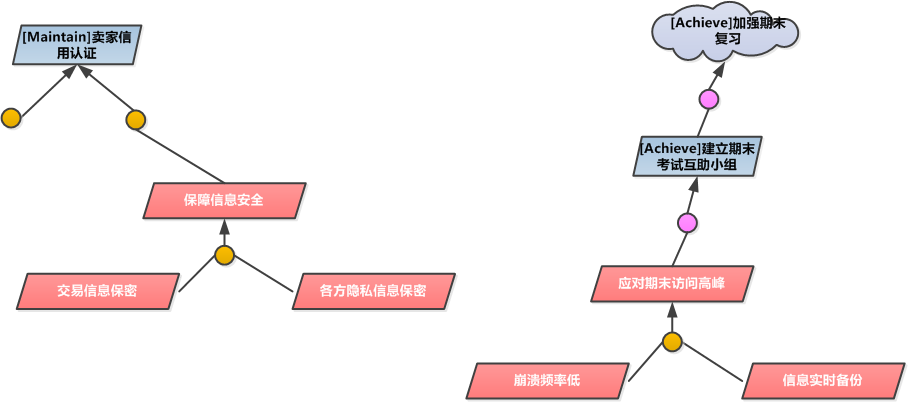 [Maintain]卖家信
用认证
[Achieve]加强期末
复习
[Achieve]建立期末
考试互助小组
保障信息安全
交易信息保密
各方隐私信息保密
应对期末访问高峰
崩溃频率低
信息实时备份